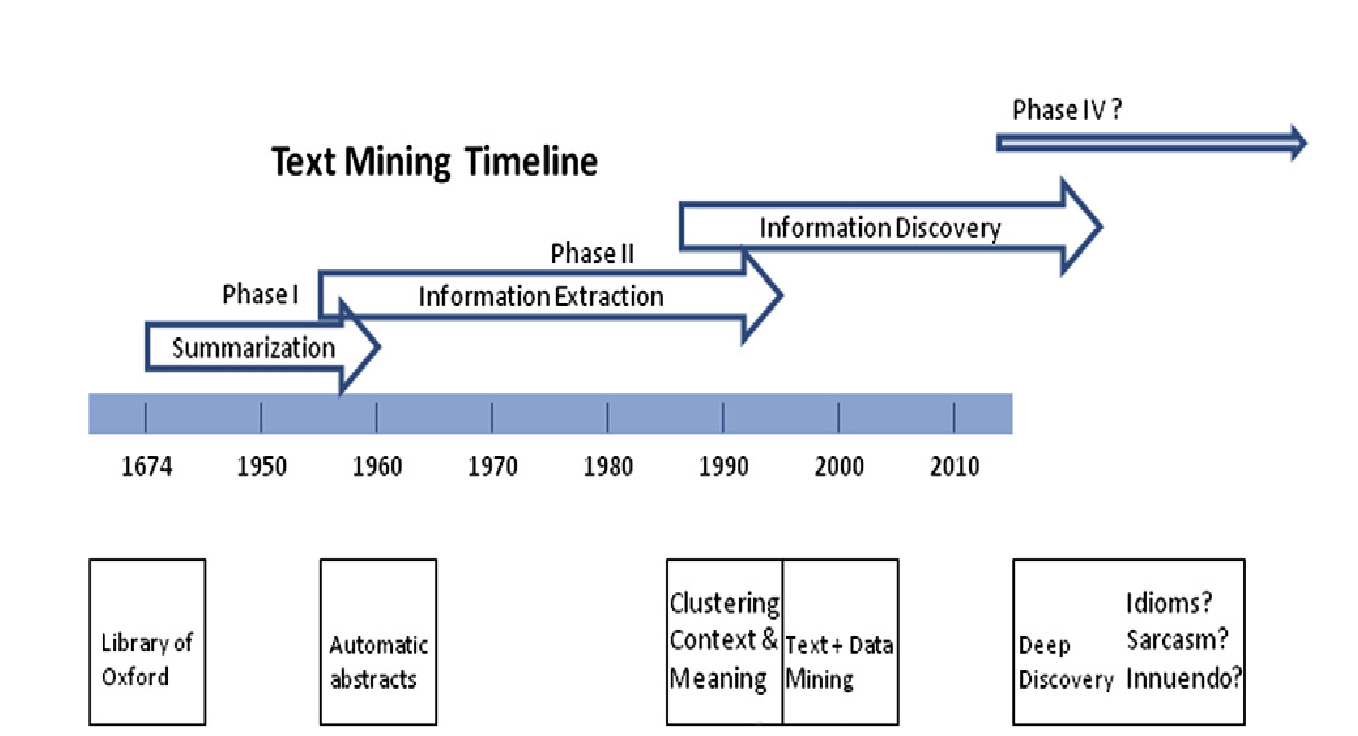 Phase IV ?
Text Mining Timeline
Information Discovery
Phase II
Information Extraction
Phase I
Summarization
1674 1950 1960 1970 1980 1990 2000 2010
Library of
Oxford
Automatic
abstracts
Clustering
Context &
Meaning
Text + Data
Mining
Deep
Discovery
Idioms?
Sarcasm?
Innuendo?